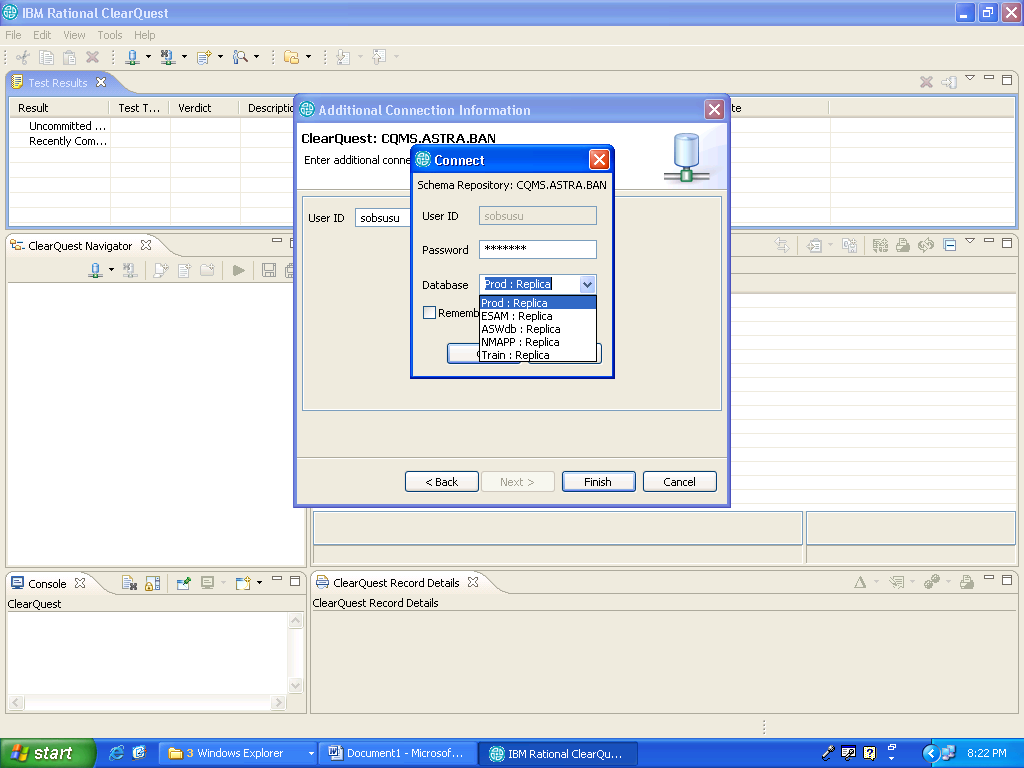 IBM Rational ClearQuest
File Edit View Tools Help
Test Results
Result Test T... Verdict Descriptio
Uncommitted ...
Recently Com...
Additional Connection Information
ClearQuest: CQMS.ASTRA.BAN
Enter additional conne
User ID sobsusu
Connect
Schema Repository: CQMS.ASTRA.BAN
User ID sobsusu
Password *******
Database Prod : Replica
Prod : Replica
ESAM : Replica
ASWdb : Replica
NMAPP : Replica
Train : Replica
Rememb
< Back Next > Finish Cancel
ClearQuest Navigator
Console
ClearQuest
ClearQuest Record Details
ClearQuest Record Details
start 3 Windows Explorer Document1 - Microsof... IBM Rational ClearQu... 8:22 PM